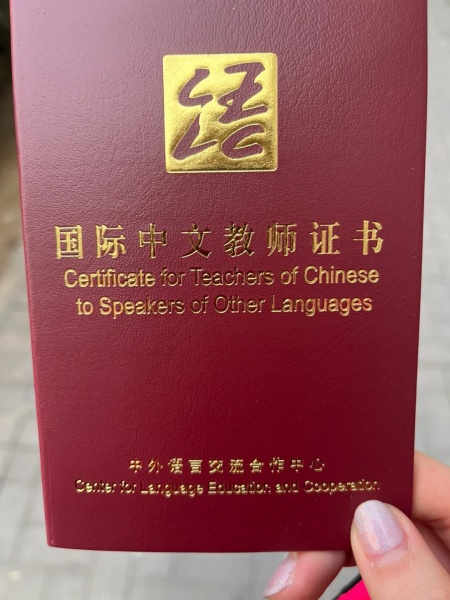 国际中文教师证书
Certificate for Teachers of Chinese
to Speakers of Other Languages
中外语言交流合作中心
Center for Language Education and Cooperation